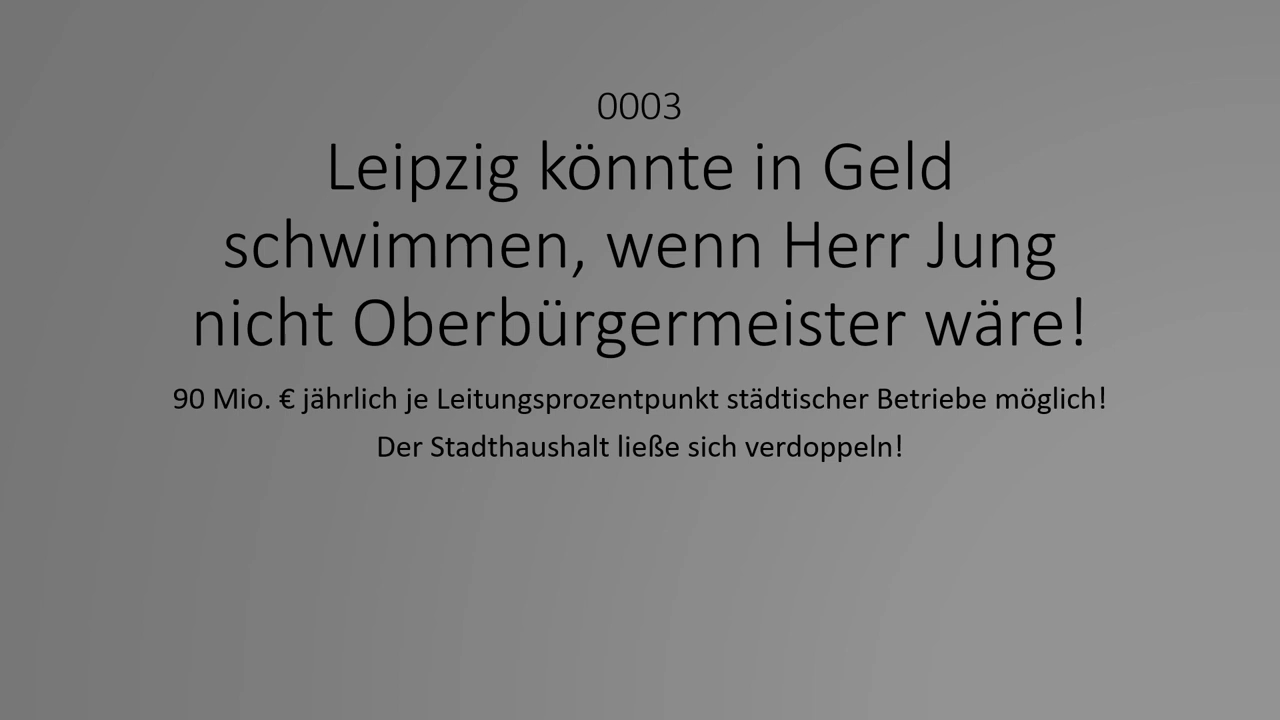 0003
Leipzig könnte in Geld
schwimmen, wenn Herr Jung
nicht Oberbürgermeister wäre!
90 Mio. € jährlich je Leitungsprozentpunkt städtischer Betriebe möglich!
Der Stadthaushalt ließe sich verdoppeln!